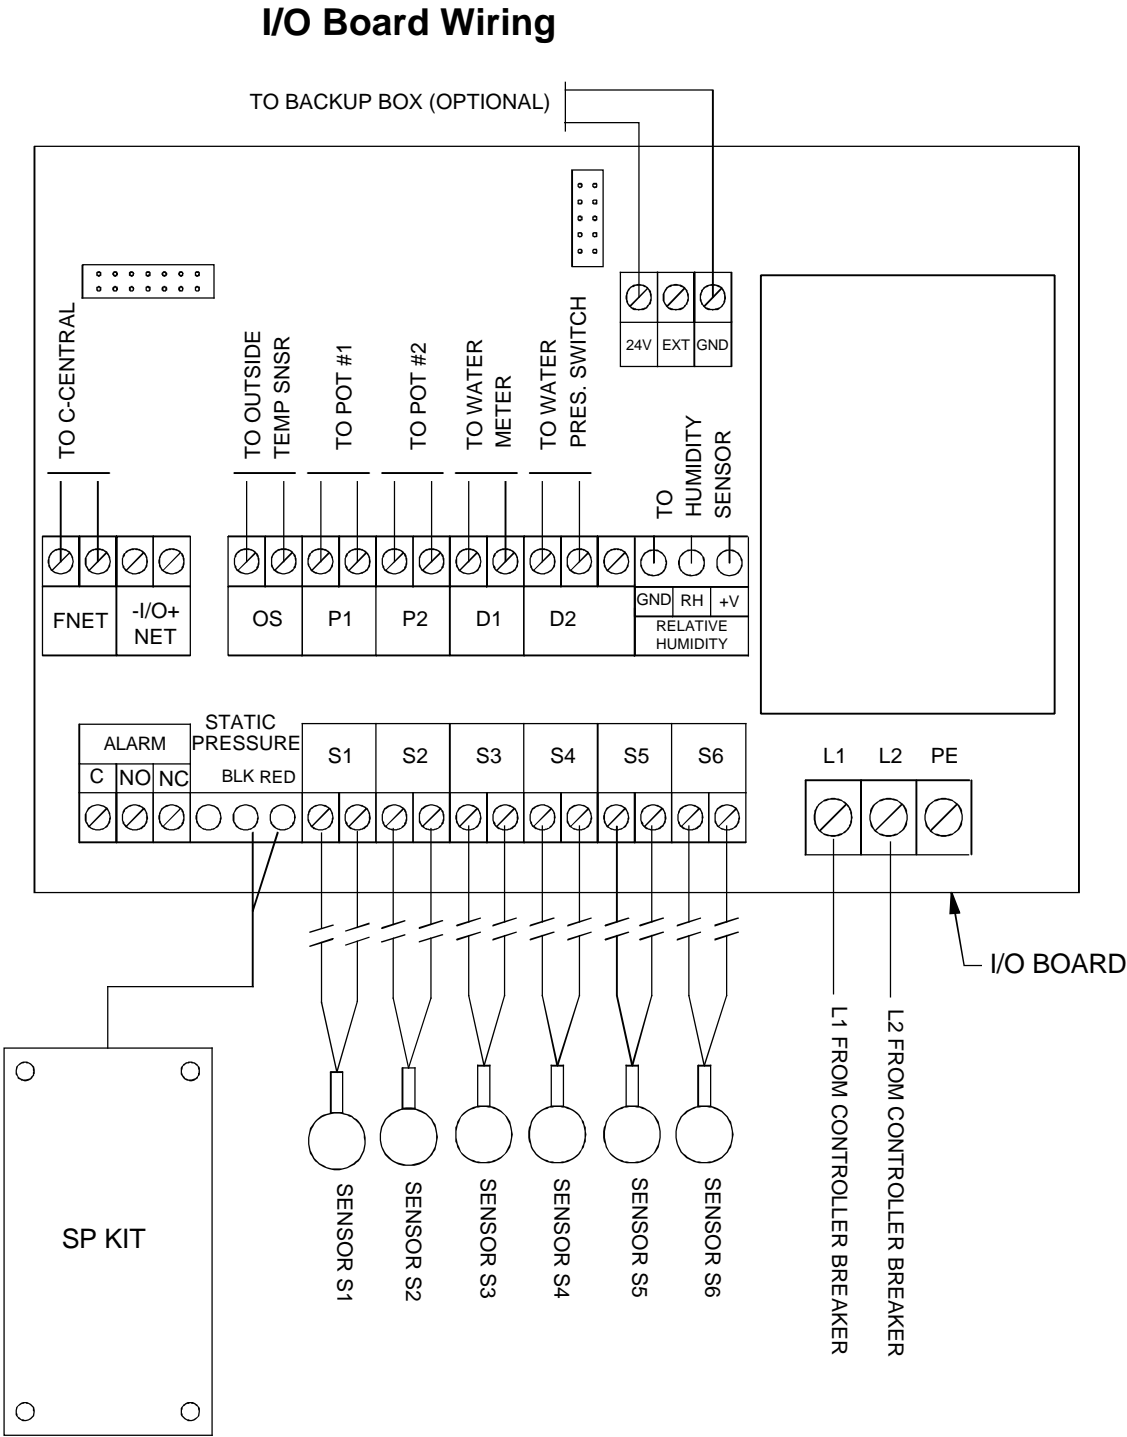 I/O Board Wiring
TO BACKUP BOX (OPTIONAL)
24V
EXT
GND
TO C-CENTRAL
TO OUTSIDE
TEMP SNSR
TO POT #1
TO POT #2
TO WATER
METER
TO WATER
PRES. SWITCH
TO
HUMIDITY
SENSOR
FNET
-I/O+
NET
OS
P1
P2
D1
D2
GND
RH
+V
RELATIVE
HUMIDITY
ALARM
C
NO
NC
STATIC
PRESSURE
BLK
RED
S1
S2
S3
S4
S5
S6
L1
L2
PE
I/O BOARD
L1 FROM CONTROLLER BREAKER
L2 FROM CONTROLLER BREAKER
SENSOR S1
SENSOR S2
SENSOR S3
SENSOR S4
SENSOR S5
SENSOR S6
SP KIT